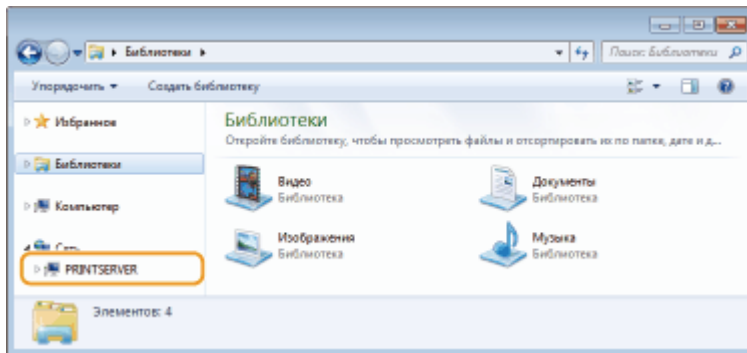 Библиотеки
Поиск: Библиотеки
Упорядочить
Создать библиотеку
Избранное
Библиотеки
Компьютер
Сеть
PRINTSERVER
Библиотеки
Откройте библиотеку, чтобы просмотреть файлы и отсортировать их по папке, дате и д...
Видео
Библиотека
Документы
Библиотека
Изображения
Библиотека
Музыка
Библиотека
Элементов: 4